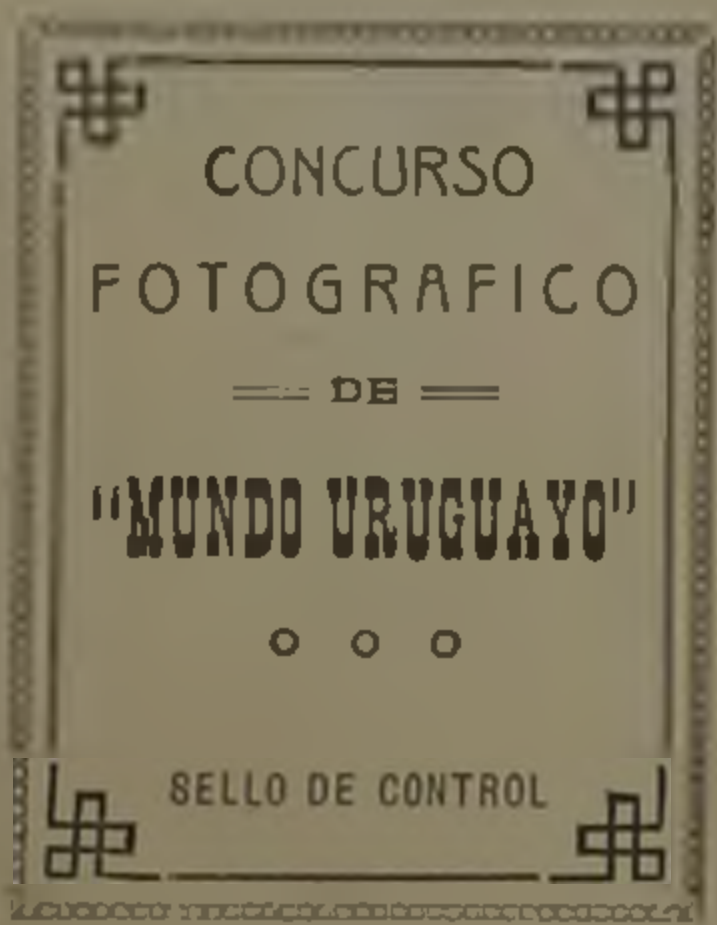 CONCURSO
FOTOGRAFICO
DE
"MUNDO URUGUAYO"
SELLO DE CONTROL